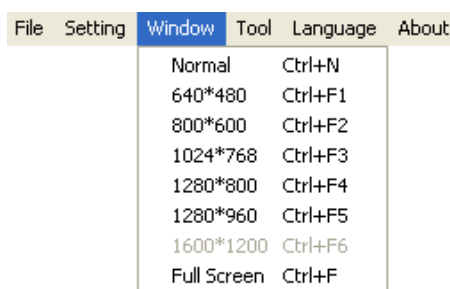 File Setting Window Tool Language About
Normal Ctrl+N
640*480 Ctrl+F1
800*600 Ctrl+F2
1024*768 Ctrl+F3
1280*800 Ctrl+F4
1280*960 Ctrl+F5
1600*1200 Ctrl+F6
Full Screen Ctrl+F